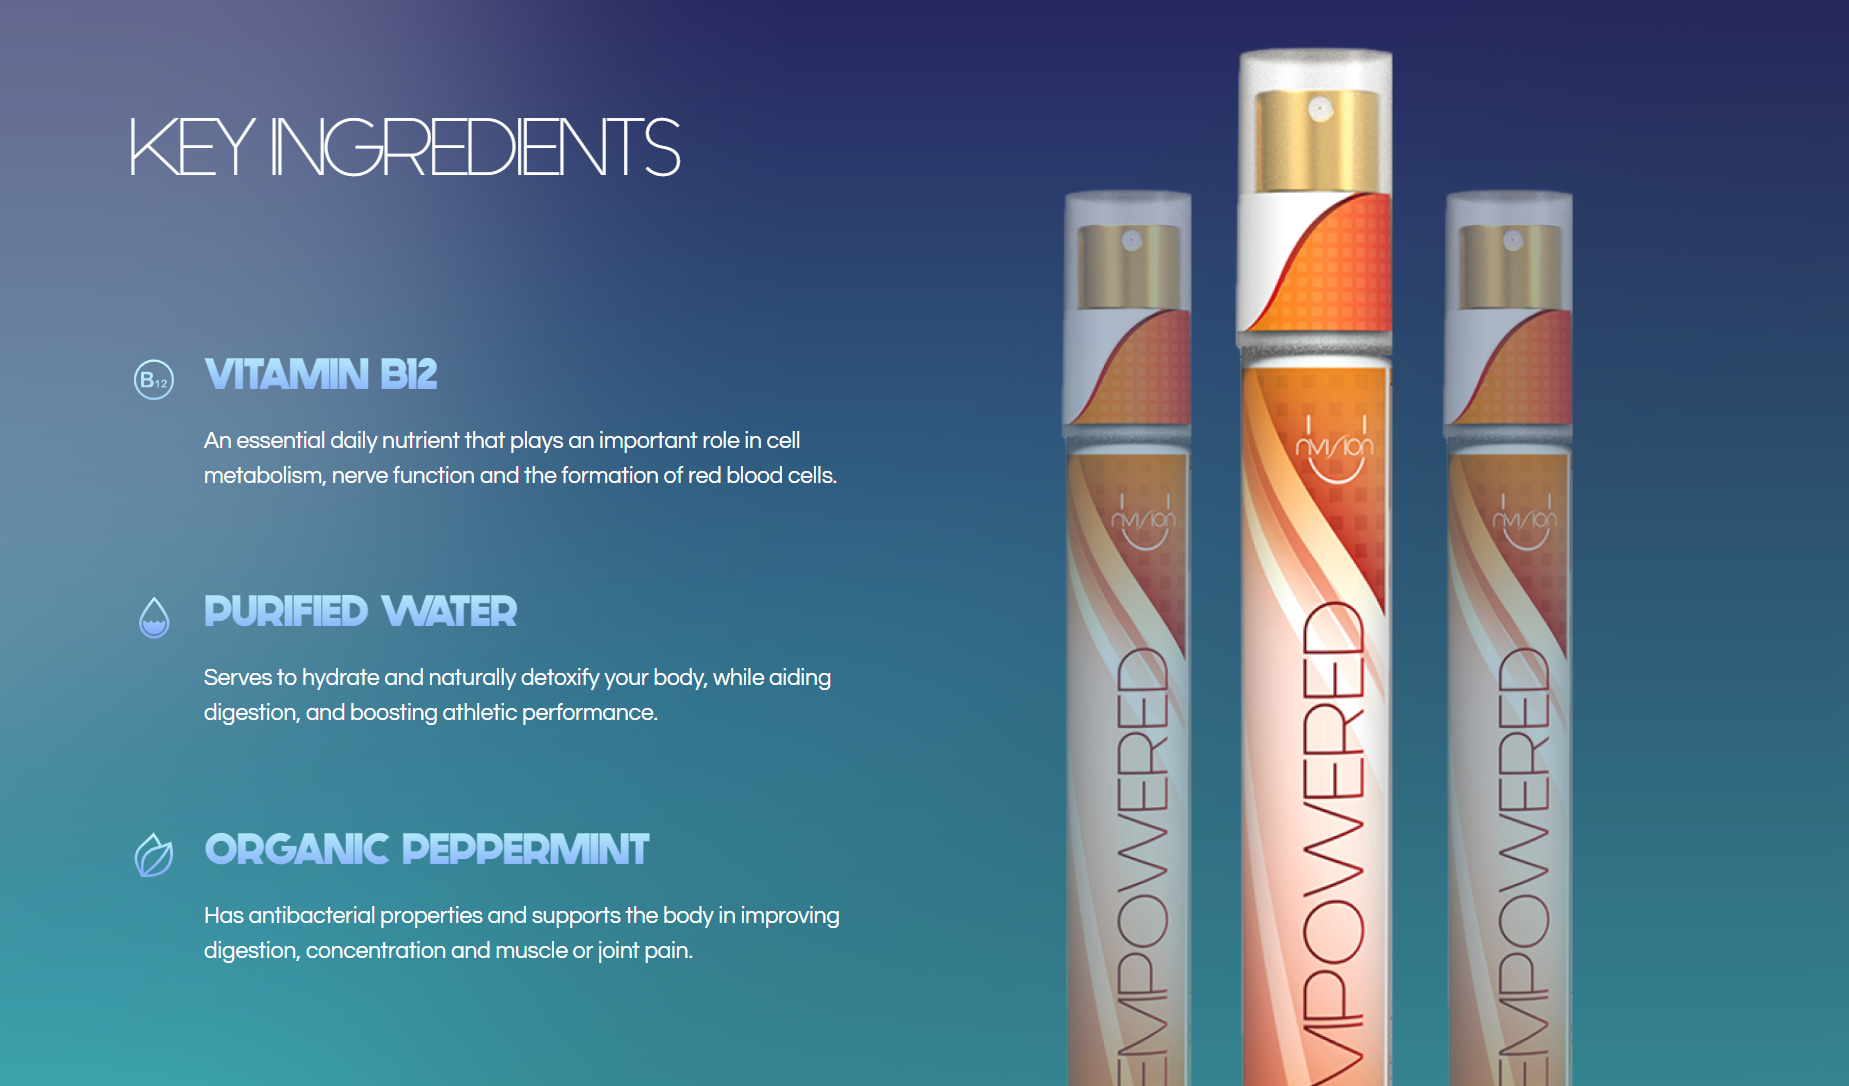 KEY INGREDIENTS
B12
VITAMIN B12
An essential daily nutrient that plays an important role in cell
metabolism, nerve function and the formation of red blood cells.
PURIFIED WATER
Serves to hydrate and naturally detoxify your body, while aiding
digestion, and boosting athletic performance.
ORGANIC PEPPERMINT
Has antibacterial properties and supports the body in improving
digestion, concentration and muscle or joint pain.
nvision
EMPOWERED
nvision
MPOWERED
nvision
EMPOWERED